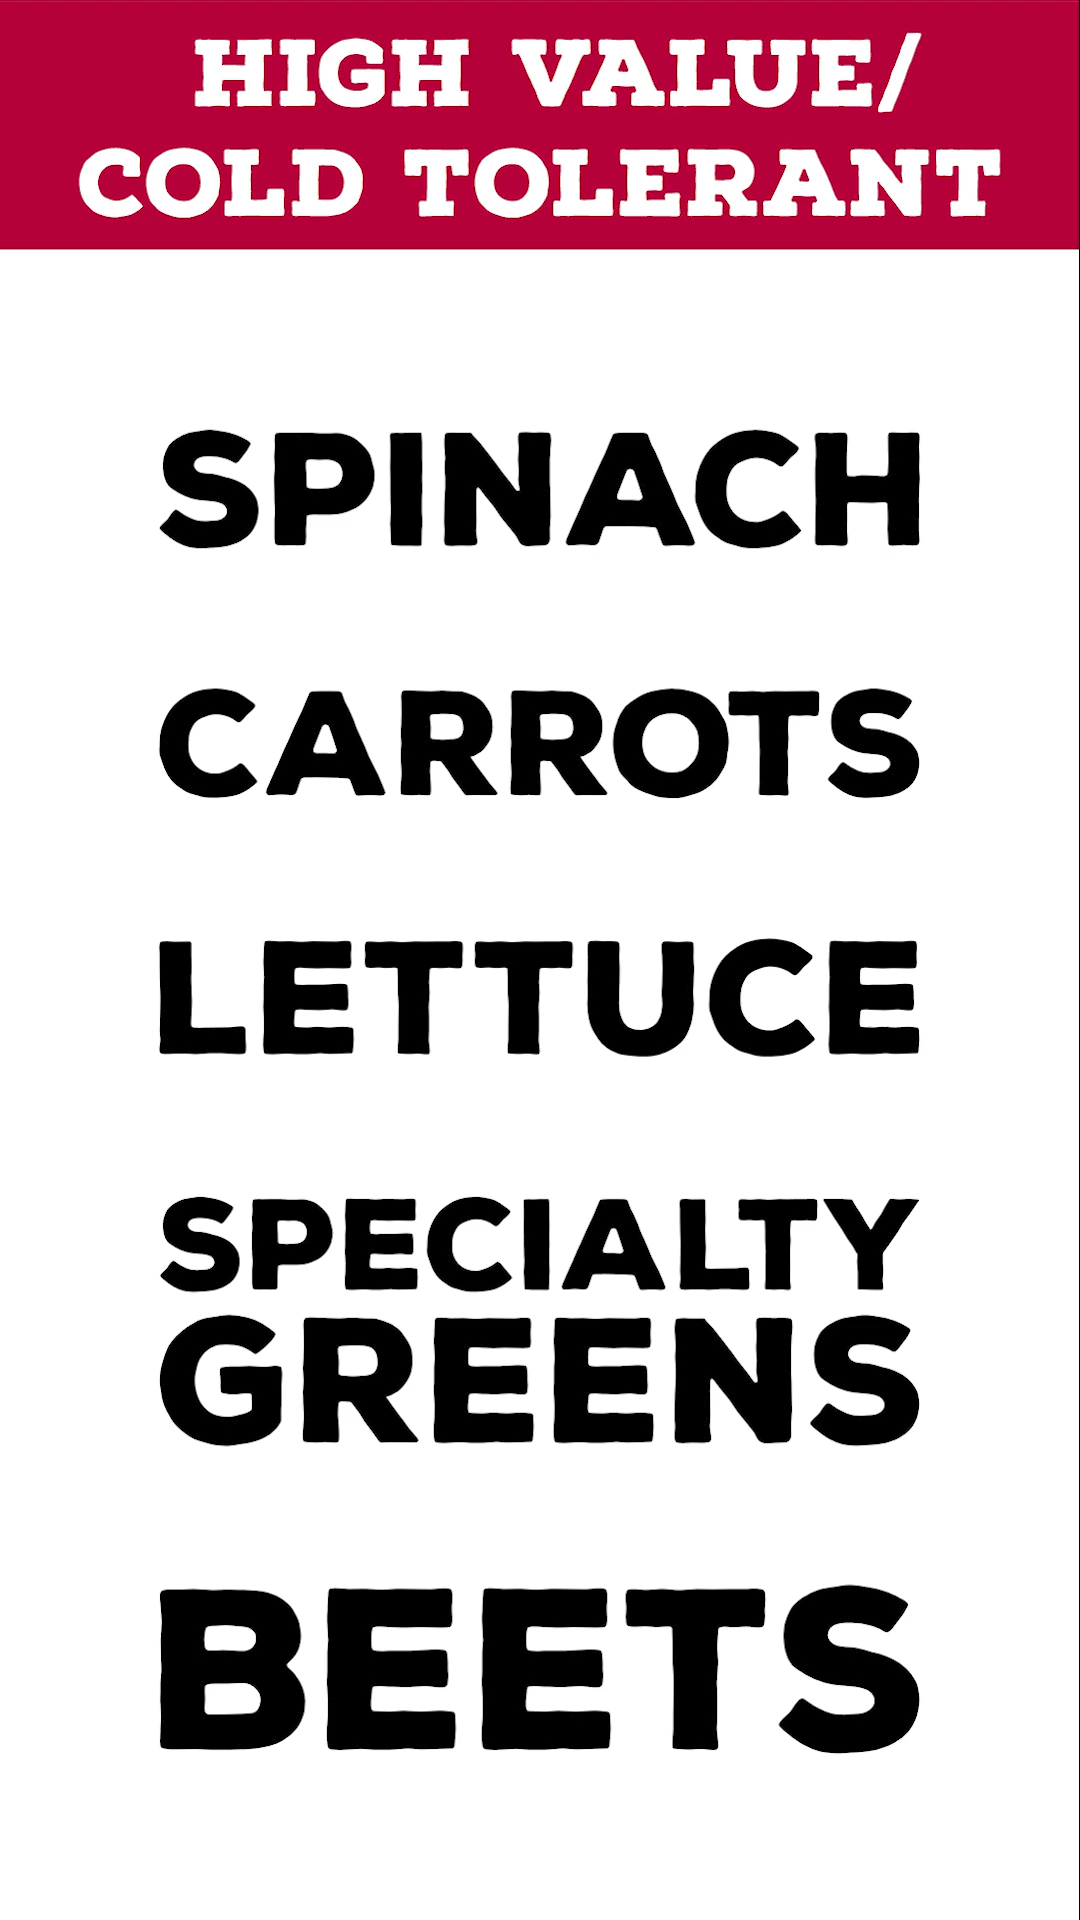 HIGH VALUE/
COLD TOLERANT
SPINACH
CARROTS
LETTUCE
SPECIALTY
GREENS
BEETS